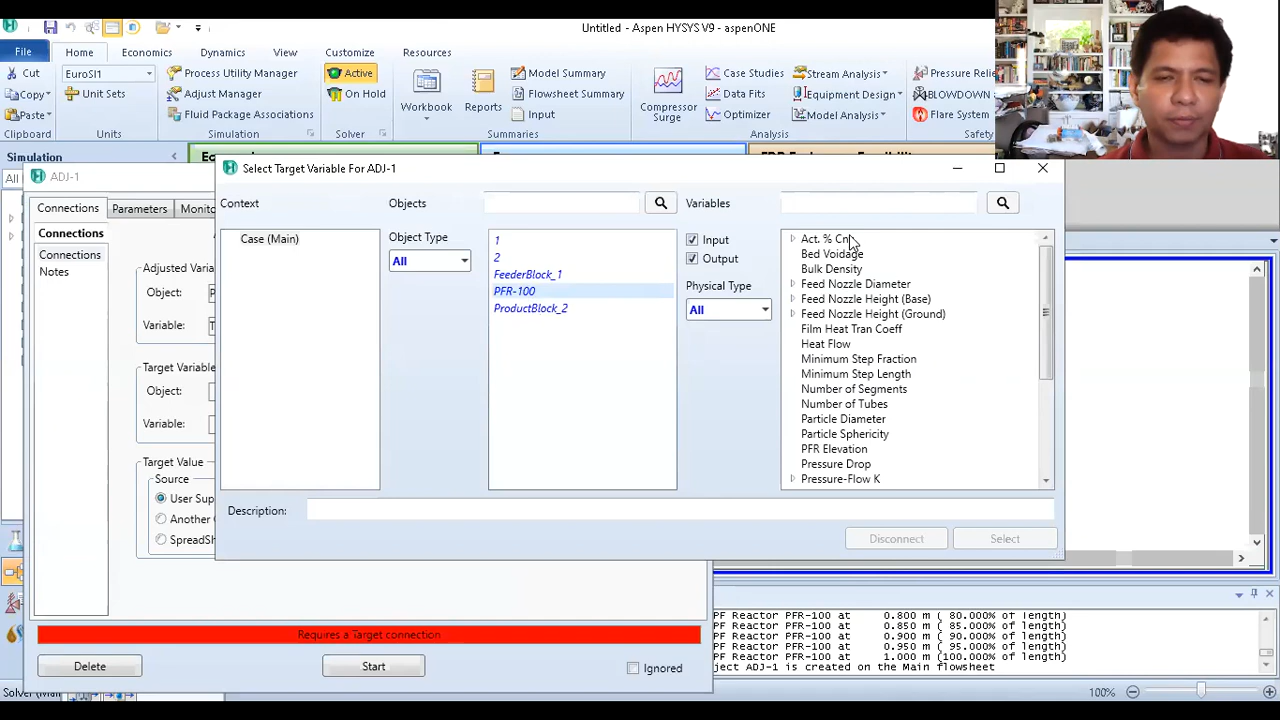 Untitled - Aspen HYSYS V9 - aspenONE
File
Home
Economics
Dynamics
View
Customize
Resources
Cut
Copy
Paste
Clipboard
EuroSI1
Unit Sets
Units
Process Utility Manager
Adjust Manager
Fluid Package Associations
Simulation
Active
Solver
Workbook
Reports
Model Summary
Flowsheet Summary
Input
Summaries
Compressor
Surge
Case Studies
Data Fits
Optimizer
Stream Analysis
Equipment Design
Model Analysis
Analysis
Pressure Relie
BLOWDOWN
Flare System
Safety
Simulation
All
ADJ-1
Connections
Parameters
Monito
Connections
Connections
Notes
Adjusted Varia
Object:
Variable:
Target Variable
Object:
Variable:
Target Value
Source
User Sup
Another
SpreadSh
Requires a Target connection
Delete
Start
Ignored
Select Target Variable For ADJ-1
Context
Case (Main)
Objects
Object Type
All
1
2
FeederBlock_1
PFR-100
ProductBlock_2
Variables
Input
Output
Physical Type
All
Act. % Cnl
Bed Voidage
Bulk Density
Feed Nozzle Diameter
Feed Nozzle Height (Base)
Feed Nozzle Height (Ground)
Film Heat Tran Coeff
Heat Flow
Minimum Step Fraction
Minimum Step Length
Number of Segments
Number of Tubes
Particle Diameter
Particle Sphericity
PFR Elevation
Pressure Drop
Pressure-Flow K
Description:
Disconnect
Select
PF Reactor PFR-100 at 0.800 m ( 80.000% of length)
PF Reactor PFR-100 at 0.850 m ( 85.000% of length)
PF Reactor PFR-100 at 0.900 m ( 90.000% of length)
PF Reactor PFR-100 at 0.950 m ( 95.000% of length)
PF Reactor PFR-100 at 1.000 m (100.000% of length)
ject ADJ-1 is created on the Main flowsheet
Solver (Main
100%